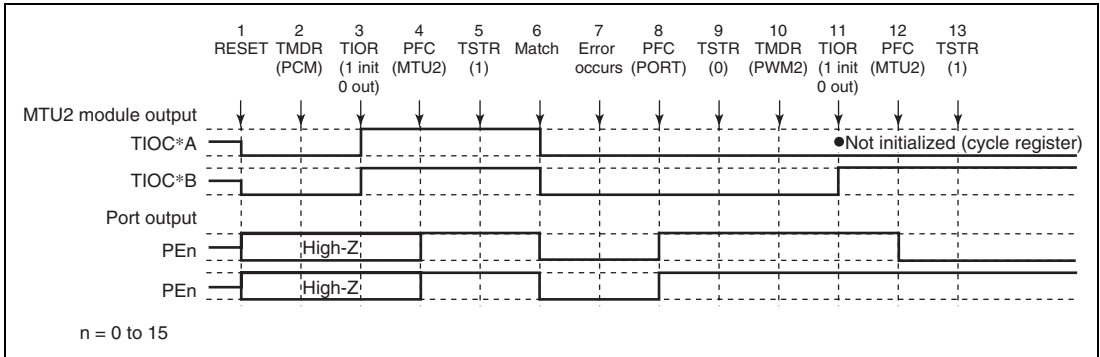 1 2 3 4 5 6 7 8 9 10 11 12 13
RESET TMDR TIOR PFC TSTR Match Error PFC TSTR TMDR TIOR PFC TSTR
(PCM) (1 init (MTU2) (1) occurs (PORT) (0) (PWM2) (1 init (MTU2) (1)
0 out) 0 out)
MTU2 module output
TIOC*A ●Not initialized (cycle register)
TIOC*B
Port output
PEn High-Z
PEn High-Z
n = 0 to 15